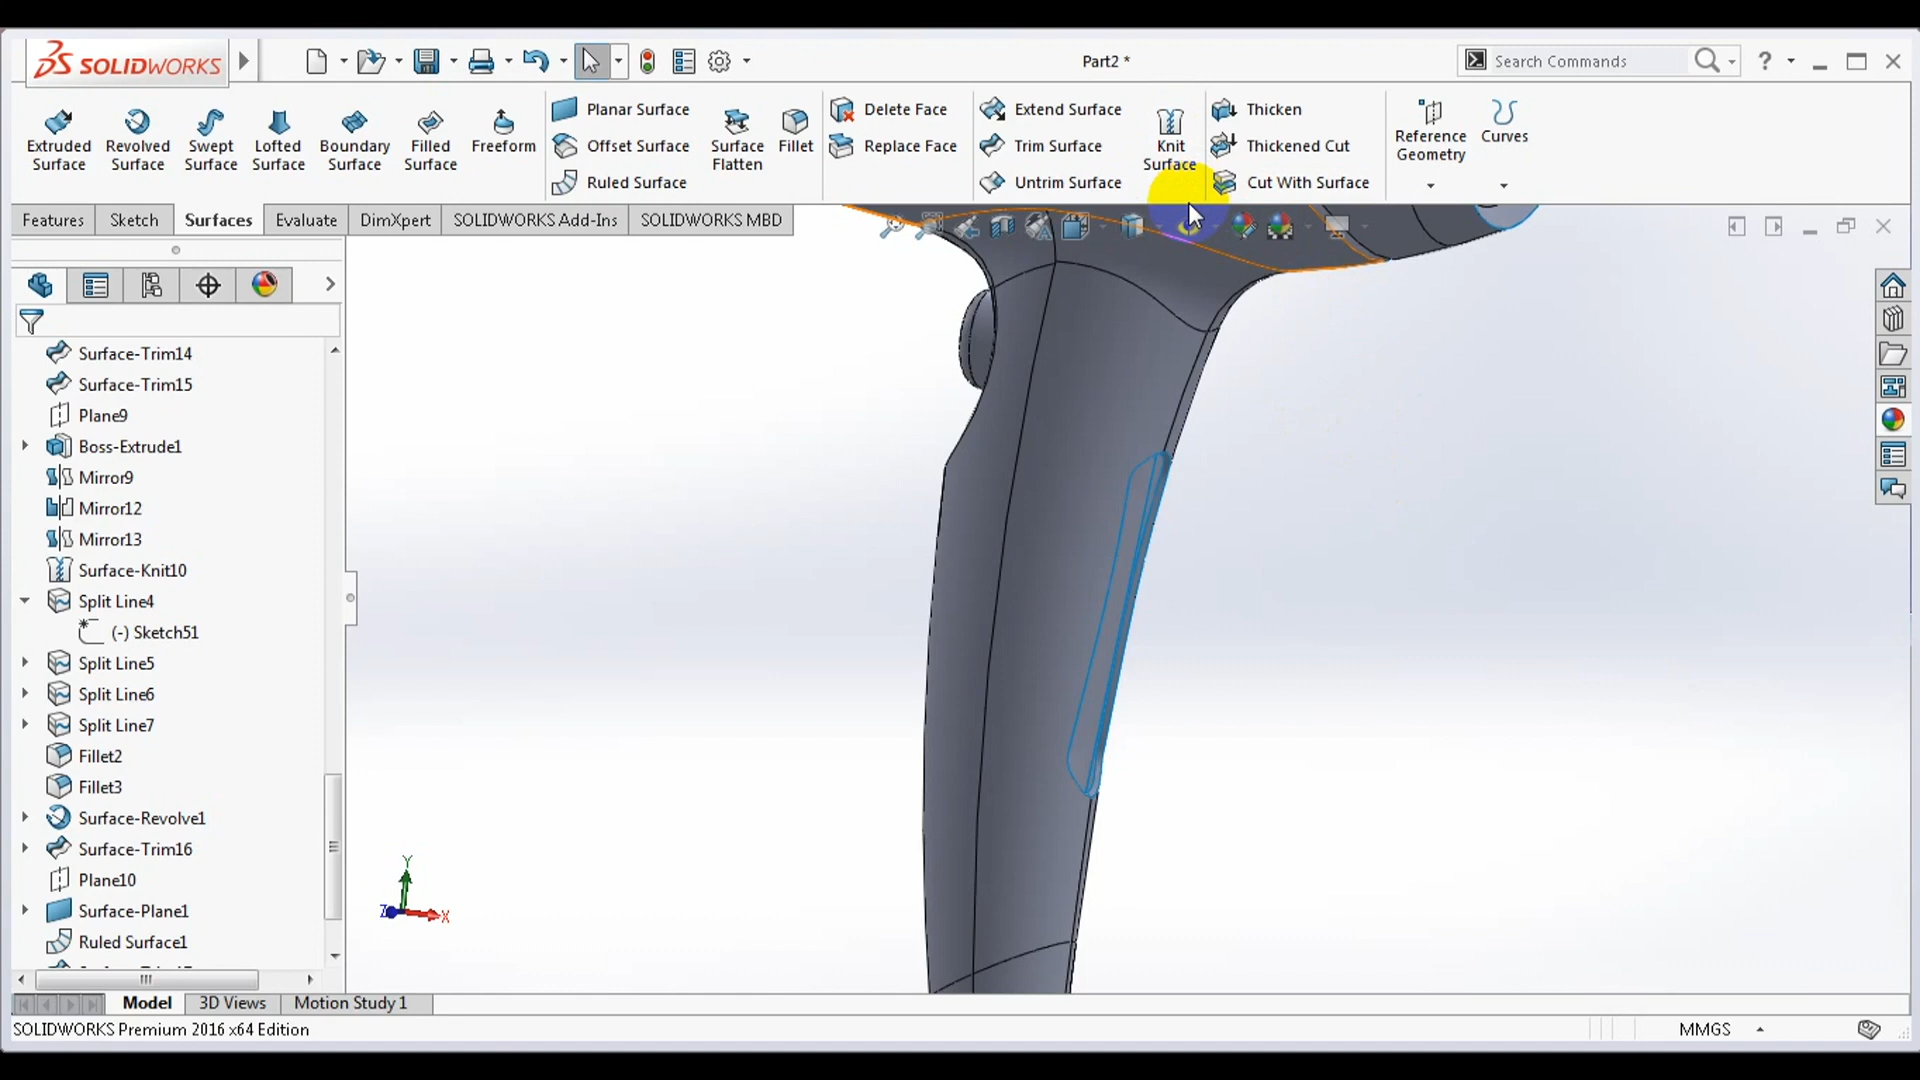 SOLIDWORKS
Part2 *
Search Commands
?
Extruded Surface
Revolved Surface
Swept Surface
Lofted Surface
Boundary Surface
Filled Surface
Freeform
Planar Surface
Offset Surface
Ruled Surface
Surface Flatten
Fillet
Delete Face
Replace Face
Extend Surface
Trim Surface
Untrim Surface
Knit Surface
Thicken
Thickened Cut
Cut With Surface
Reference Geometry
Curves
Features
Sketch
Surfaces
Evaluate
DimXpert
SOLIDWORKS Add-Ins
SOLIDWORKS MBD
Surface-Trim14
Surface-Trim15
Plane9
Boss-Extrude1
Mirror9
Mirror12
Mirror13
Surface-Knit10
Split Line4
(-) Sketch51
Split Line5
Split Line6
Split Line7
Fillet2
Fillet3
Surface-Revolve1
Surface-Trim16
Plane10
Surface-Plane1
Ruled Surface1
Y
Z
X
Model
3D Views
Motion Study 1
SOLIDWORKS Premium 2016 x64 Edition
MMGS